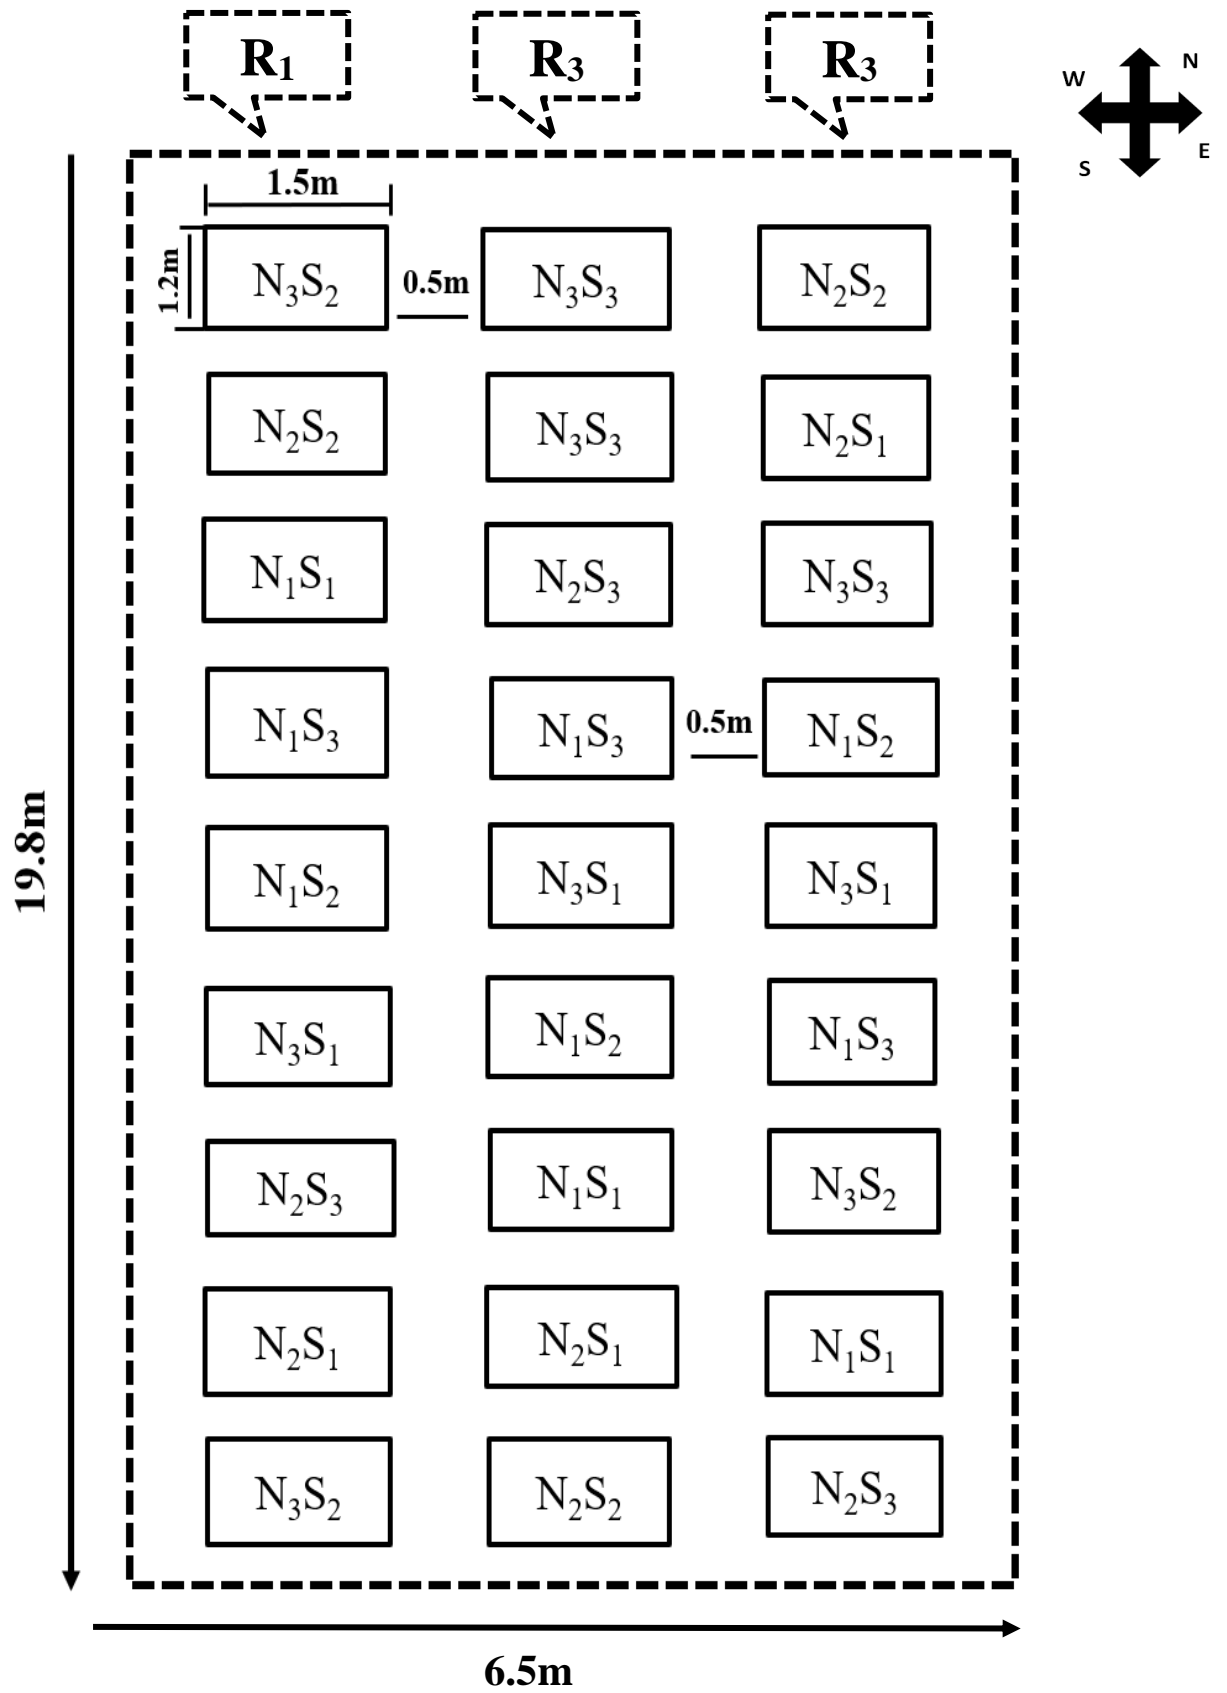 R₁ R₃ R₃
N
W
E
S
1.5m
1.2m
0.5m
N₃S₂ N₃S₃ N₂S₂
N₂S₂ N₃S₃ N₂S₁
N₁S₁ N₂S₃ N₃S₃
N₁S₃ N₁S₃ 0.5m N₁S₂
N₁S₂ N₃S₁ N₃S₁
19.8m
N₃S₁ N₁S₂ N₁S₃
N₂S₃ N₁S₁ N₃S₂
N₂S₁ N₂S₁ N₁S₁
N₃S₂ N₂S₂ N₂S₃
6.5m